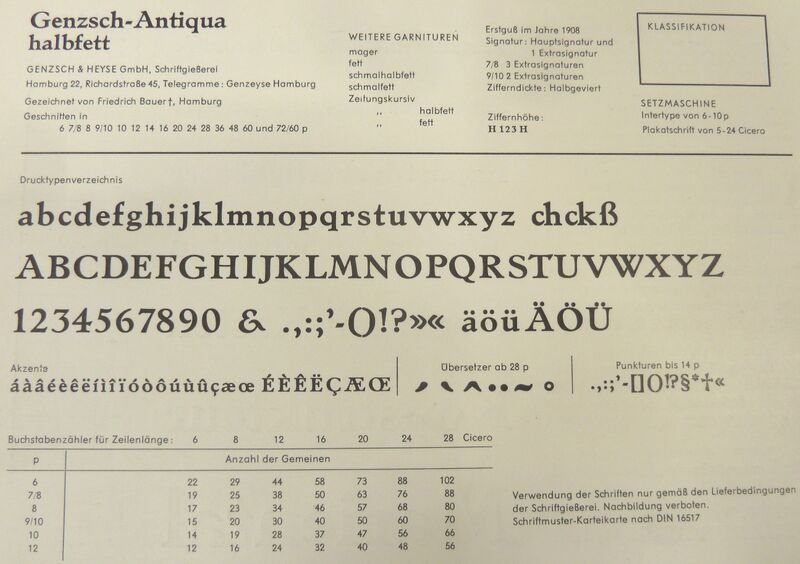 Genzsch-Antiqua
halbfett
GENZSCH & HEYSE GmbH, Schriftgießerei
Hamburg 22, Richardstraße 45, Telegramme: Genzeyse Hamburg
Gezeichnet von Friedrich Bauer†, Hamburg
Geschnitten in
6 7/8 8 9/10 10 12 14 16 20 24 28 36 48 60 und 72/60 p
WEITERE GARNITUREN
mager
fett
schmalhalbfett
schmalfett
Zeitungskursiv
„ halbfett
„ fett
Erstguß im Jahre 1908
Signatur: Hauptsignatur und
1 Extrasignatur
7/8 3 Extrasignaturen
9/10 2 Extrasignaturen
Zifferndicke: Halbgeviert
Ziffernhöhe:
H 123 H
KLASSIFIKATION
SETZMASCHINE
Intertype von 6-10 p
Plakatschrift von 5-24 Cicero
Drucktypenverzeichnis
abcdefghijklmnopqrstuvwxyz chckß
ABCDEFGHIJKLMNOPQRSTUVWXYZ
1234567890 & .,:;’-()!?»« äöüÄÖÜ
Akzente
áàâéèêëíìîïóòôúùûçæœ ÉÈÊËÇÆŒ
Übersetzer ab 28 p
Punkturen bis 14 p
.,:;’-[]()!?§*†«
Buchstabenzähler für Zeilenlänge: 6 8 12 16 20 24 28 Cicero
p Anzahl der Gemeinen
6 22 29 44 58 73 88 102
7/8 19 25 38 50 63 76 88
8 17 23 34 46 57 68 80
9/10 15 20 30 40 50 60 70
10 14 19 28 37 47 56 66
12 12 16 24 32 40 48 56
Verwendung der Schriften nur gemäß den Lieferbedingungen
der Schriftgießerei. Nachbildung verboten.
Schriftmuster-Karteikarte nach DIN 16517